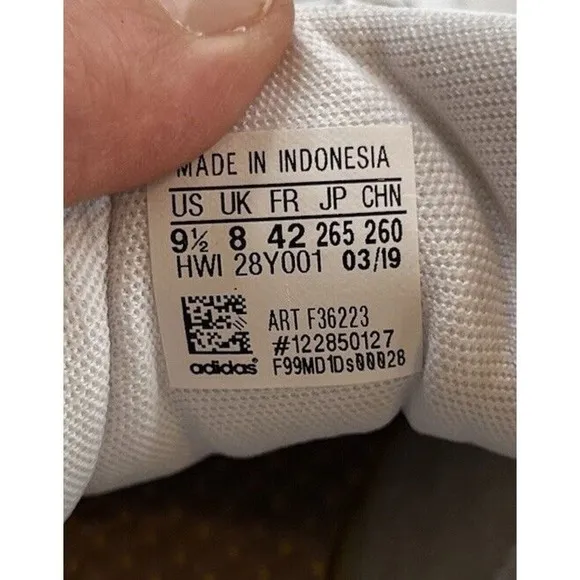 MADE IN INDONESIA
US UK FR JP CHN
9½ 8 42 265 260
HWI 28Y001 03/19
ART F36223
#122850127
adidas® F99MD1Ds00028